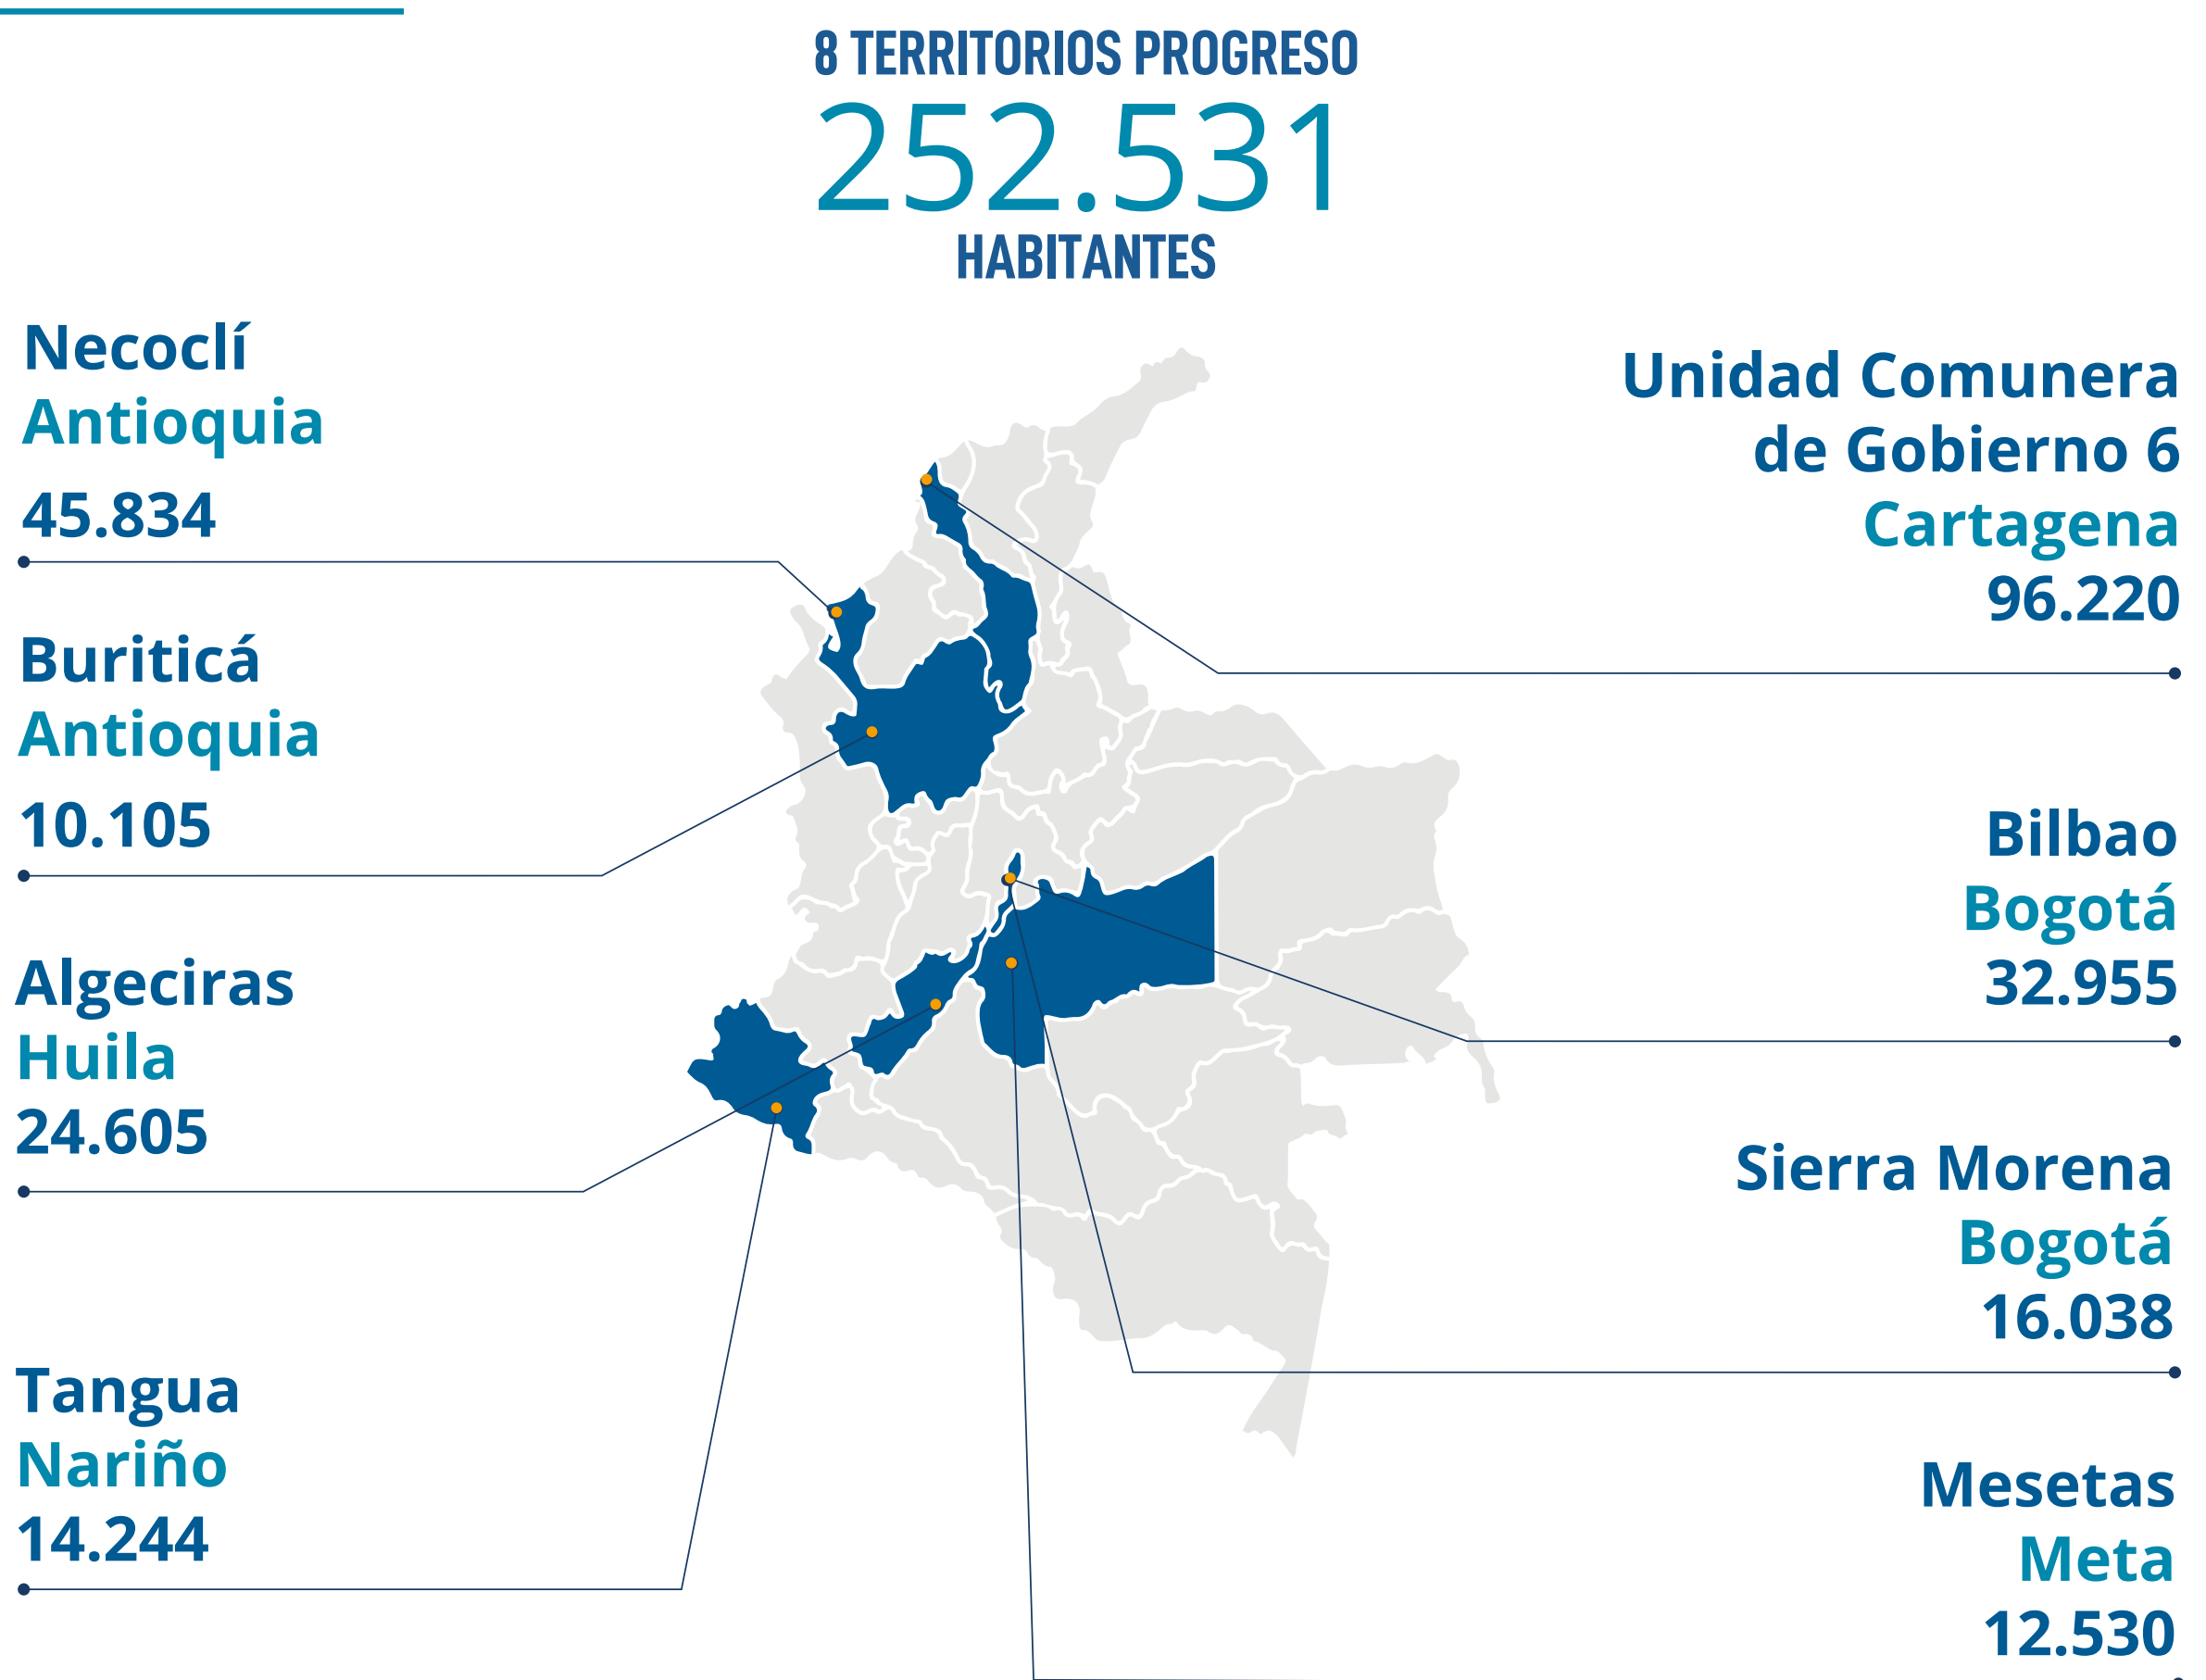 8 TERRITORIOS PROGRESO
252.531
HABITANTES
Necoclí
Antioquia
45.834
Buriticá
Antioquia
10.105
Algeciras
Huila
24.605
Tangua
Nariño
14.244
Unidad Comunera
de Gobierno 6
Cartagena
96.220
Bilbao
Bogotá
32.955
Sierra Morena
Bogotá
16.038
Mesetas
Meta
12.530